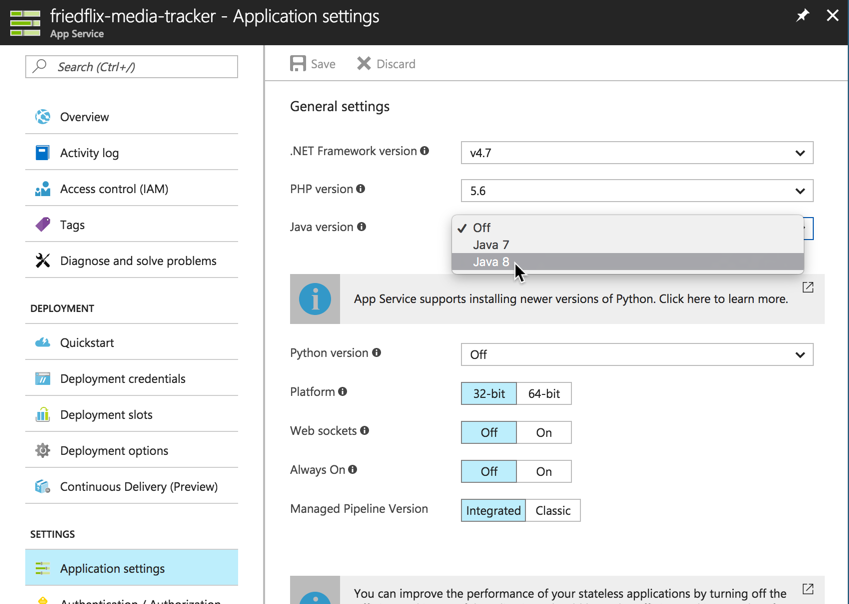 friedflix-media-tracker - Application settings
App Service
Search (Ctrl+/)
Overview
Activity log
Access control (IAM)
Tags
Diagnose and solve problems
DEPLOYMENT
Quickstart
Deployment credentials
Deployment slots
Deployment options
Continuous Delivery (Preview)
SETTINGS
Application settings
Authentication / Authorization
Save Discard
General settings
.NET Framework version v4.7
PHP version 5.6
Java version
✓ Off
Java 7
Java 8
App Service supports installing newer versions of Python. Click here to learn more.
Python version Off
Platform 32-bit 64-bit
Web sockets Off On
Always On Off On
Managed Pipeline Version Integrated Classic
You can improve the performance of your stateless applications by turning off the